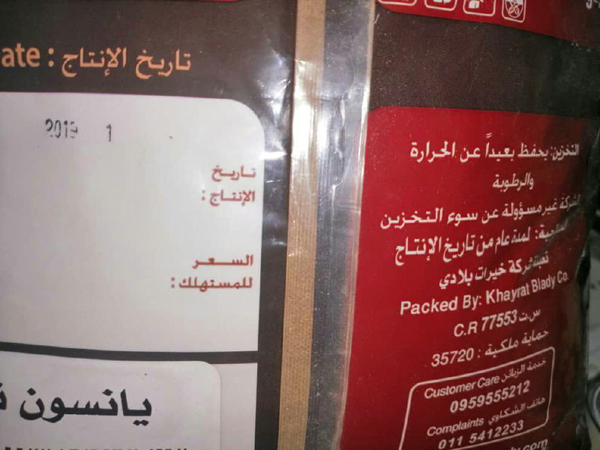 تاريخ الإنتاج : ate
2019 1
تاريخ
الإنتاج :
السعر
للمستهلك :
يانسون
التخزين: يحفظ بعيداً عن الحرارة
والرطوبة
الشركة غير مسؤولة عن سوء التخزين
الصلاحية: لمدة عام من تاريخ الإنتاج
تعبئة شركة خيرات بلادي
Packed By: Khayrat Blady Co.
س.ت C.R 77553
حماية ملكية : 35720
خدمة الزبائن Customer Care
0959555212
هاتف الشكاوي Complaints
011 5412233
.com